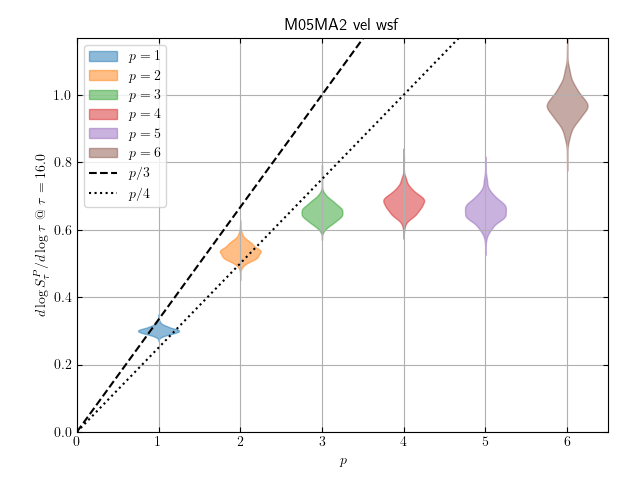 M05MA2 vel wsf
d log S_τ^P / d log τ @ τ = 16.0
1.0
0.8
0.6
0.4
0.2
0.0
p = 1
p = 2
p = 3
p = 4
p = 5
p = 6
p/3
p/4
0 1 2 3 4 5 6
p